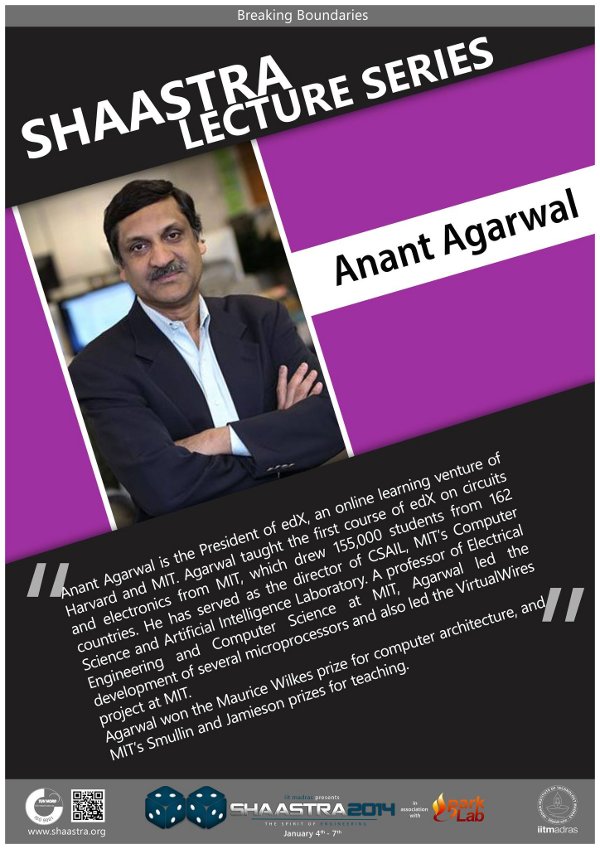 Breaking Boundaries
SHAASTRA
LECTURE SERIES
Anant Agarwal
Anant Agarwal is the President of edX, an online learning venture of
Harvard and MIT. Agarwal taught the first course of edX on circuits
and electronics from MIT, which drew 155,000 students from 162
countries. He has served as the director of CSAIL, MIT's Computer
Science and Artificial Intelligence Laboratory. A professor of Electrical
Engineering and Computer Science at MIT, Agarwal led the
development of several microprocessors and also led the VirtualWires
project at MIT.
Agarwal won the Maurice Wilkes prize for computer architecture, and
MIT's Smullin and Jamieson prizes for teaching.
ISO 9001
www.shaastra.org
iit madras presents
SHAASTRA2014
THE SPIRIT OF ENGINEERING
January 4th - 7th
in
association
with
Spark
Lab
iitmadras